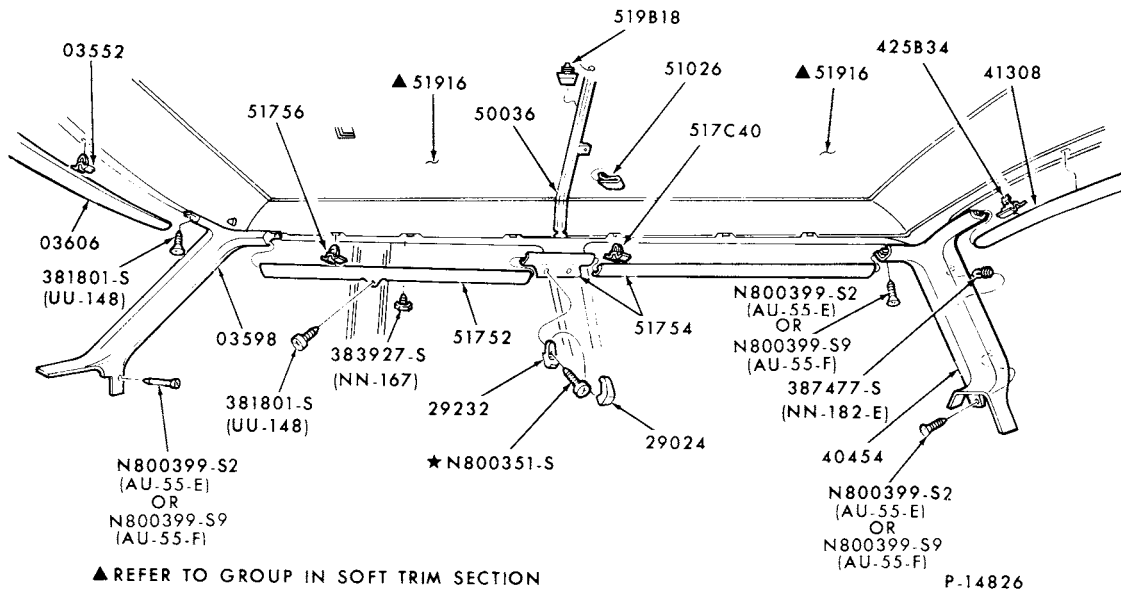 519B18
03552
51026
425B34
▲ 51916
▲ 51916
41308
51756
50036
517C40
03606
381801-S
(UU-148)
03598
381801-S
(UU-148)
383927-S
(NN-167)
51752
51754
N800399-S2
(AU-55-E)
OR
N800399-S9
(AU-55-F)
387477-S
(NN-182-E)
29232
29024
★ N800351-S
40454
N800399-S2
(AU-55-E)
OR
N800399-S9
(AU-55-F)
N800399-S2
(AU-55-E)
OR
N800399-S9
(AU-55-F)
▲ REFER TO GROUP IN SOFT TRIM SECTION
P-14826